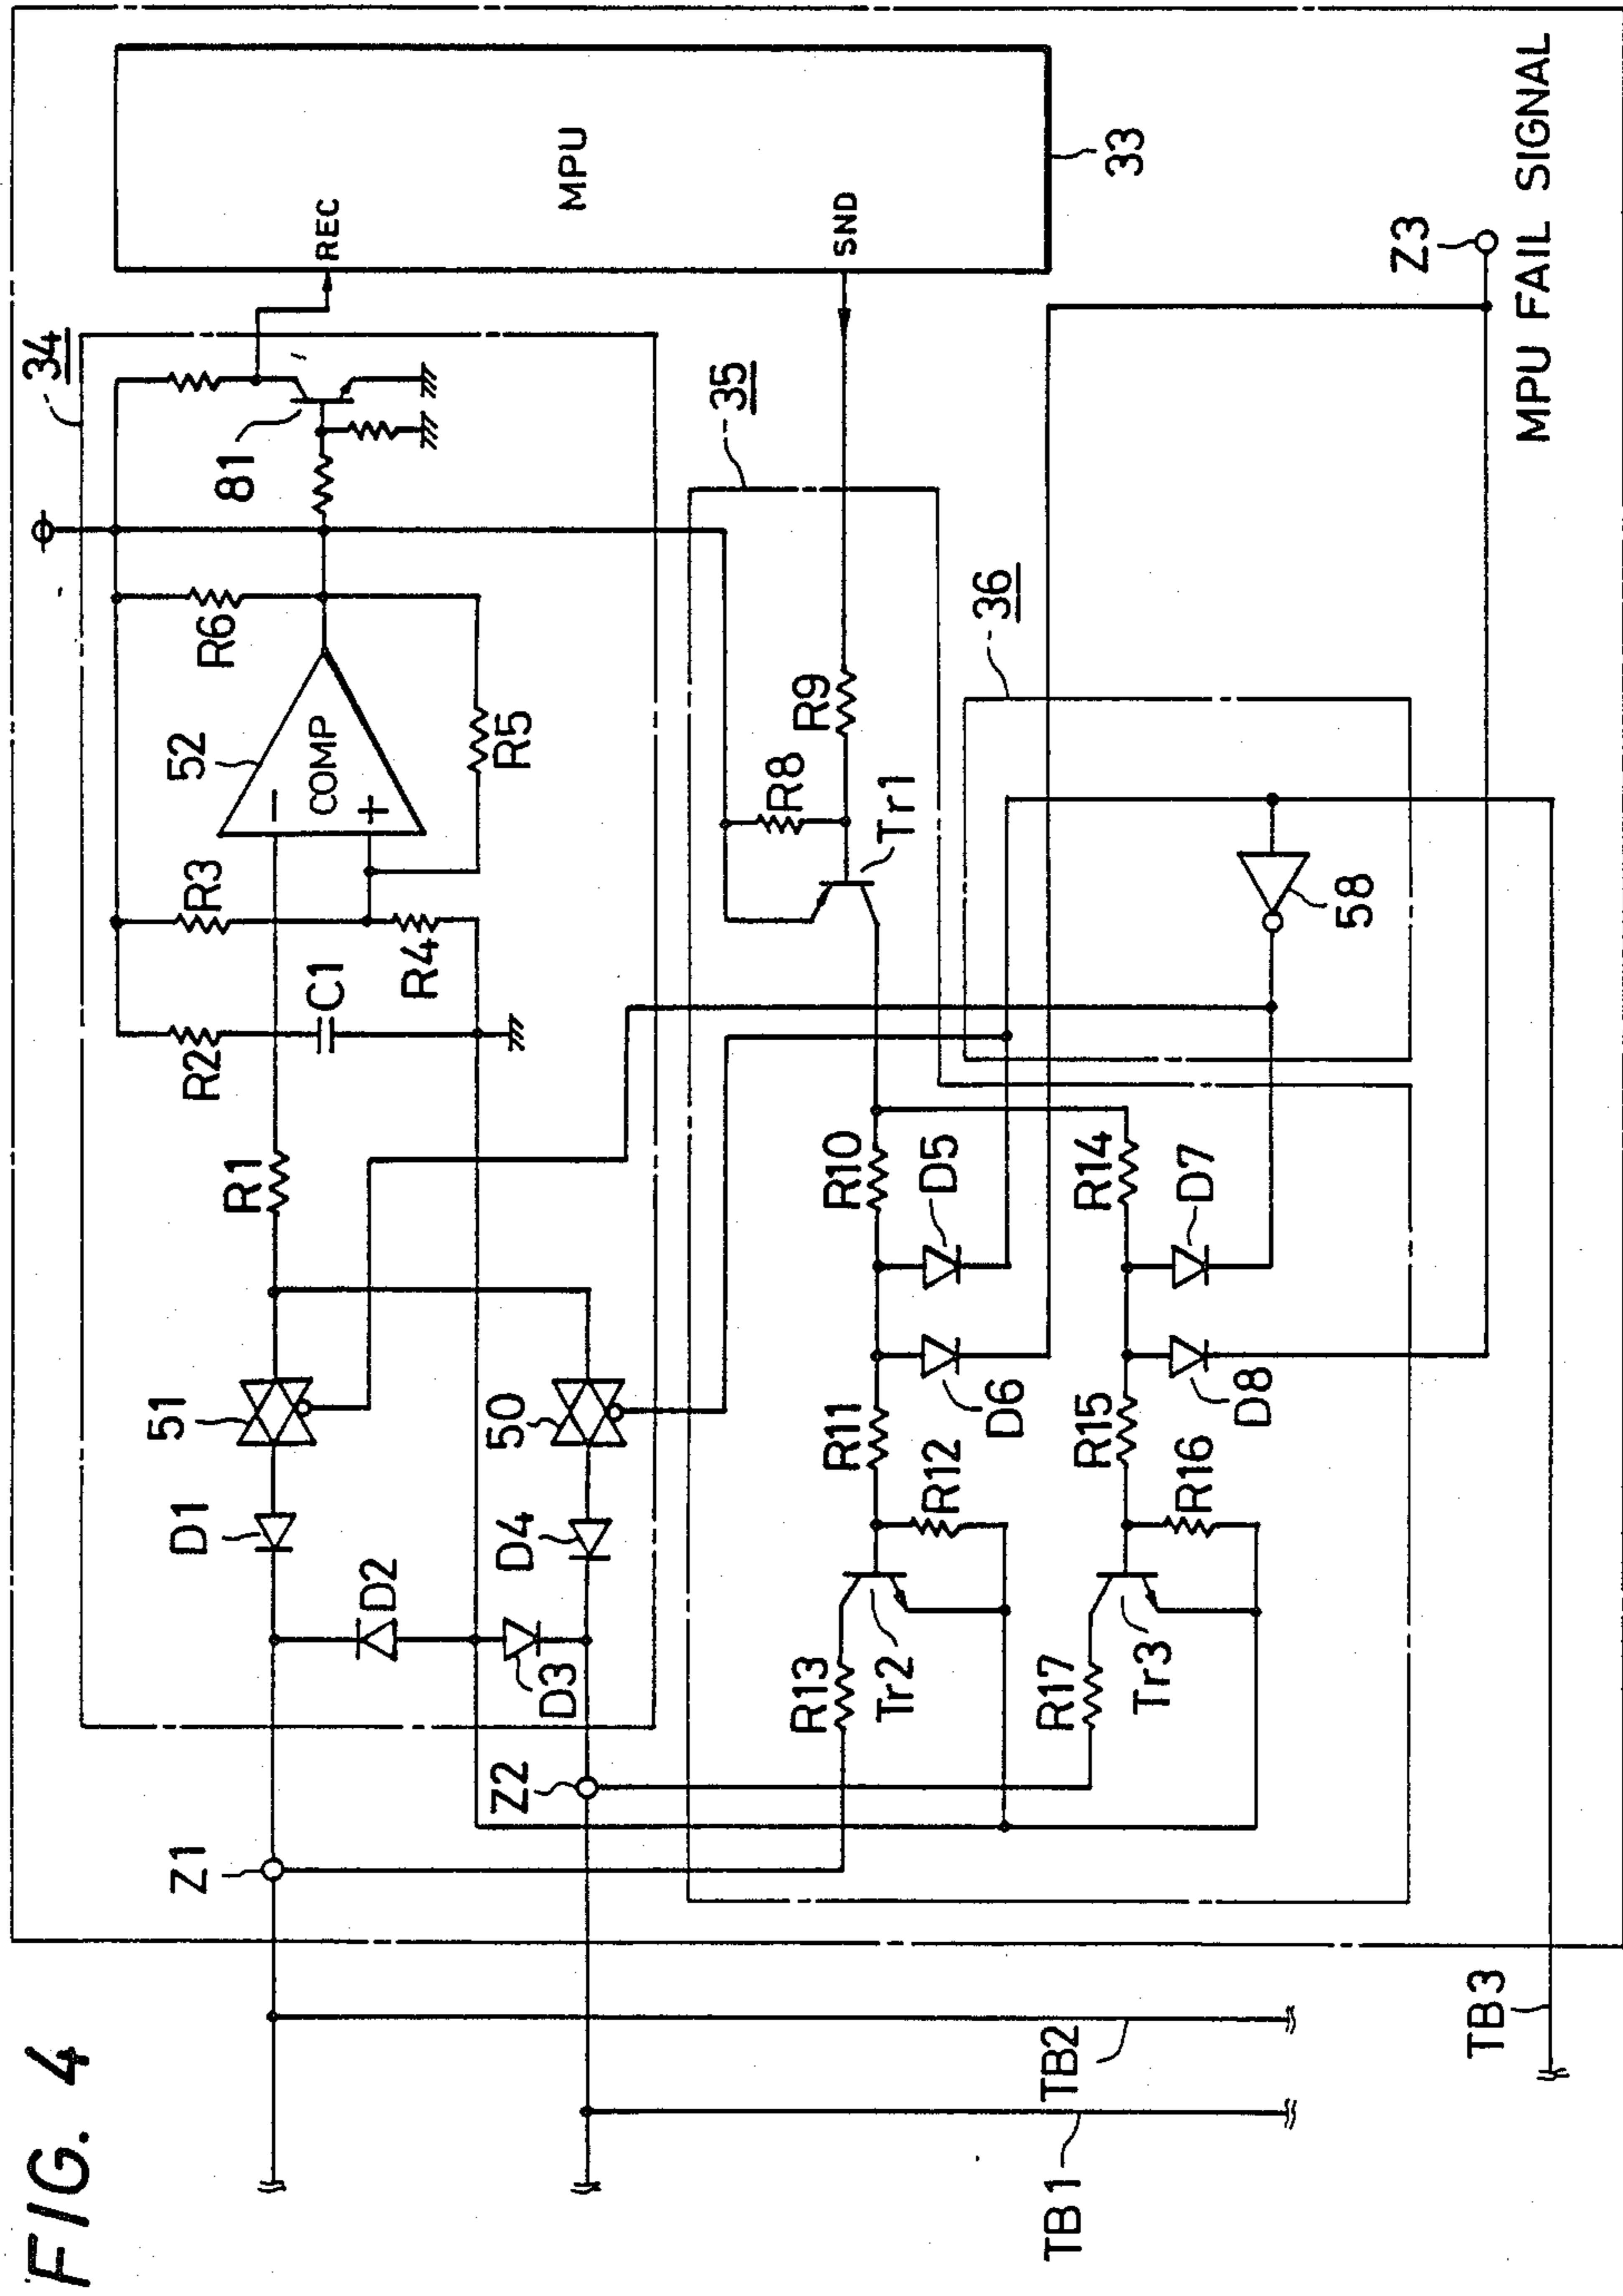 FIG. 4
34
81
REC
MPU
SND
33
R6
52
COMP
−
+
R5
R3
R4
C1
R2
R1
51
50
D1
D2
D3
D4
Z1
Z2
35
R8
R9
Tr1
36
58
R10
R11
R12
R13
Tr2
D5
D6
R14
R15
R16
R17
Tr3
D7
D8
Z3
MPU FAIL SIGNAL
TB1
TB2
TB3